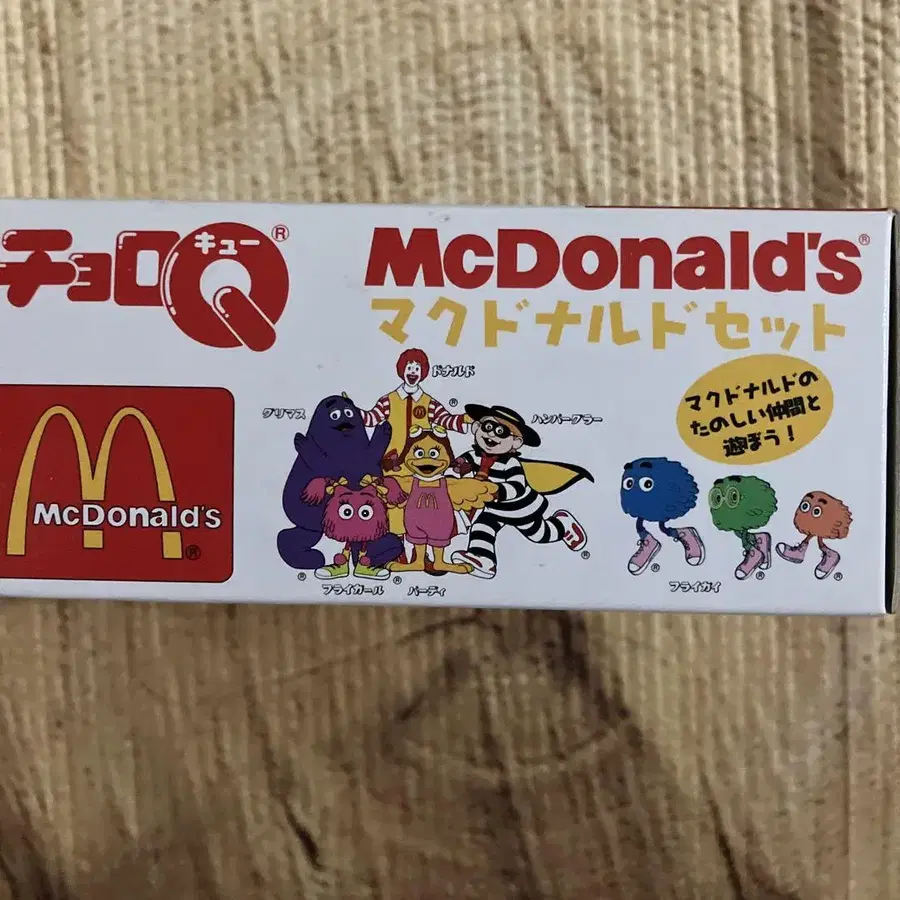 チョロQ®
キュー
McDonald's®
マクドナルドセット
McDonald's®
ドナルド
®
グリマス
ハンバーグラー
マクドナルドの
たのしい仲間と
遊ぼう!
® ® ®
フライガール
バーディ
® ® ®
フライガイ